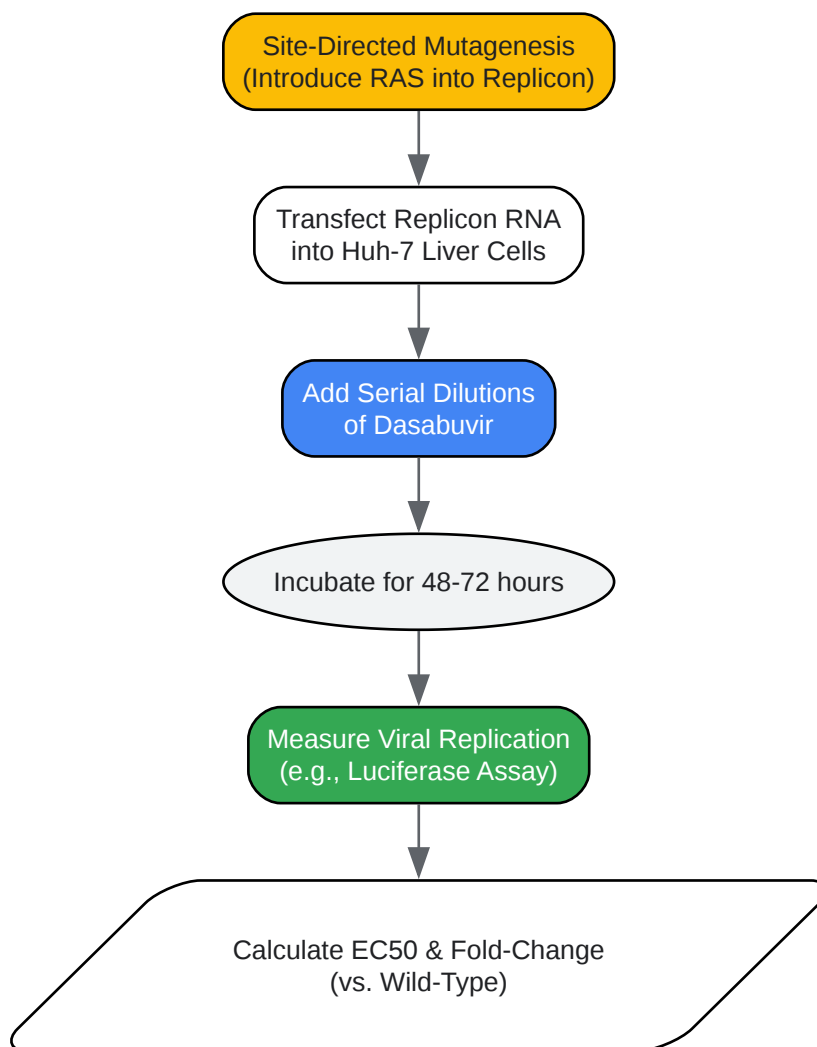 Site-Directed Mutagenesis
(Introduce RAS into Replicon)
Transfect Replicon RNA
into Huh-7 Liver Cells
Add Serial Dilutions
of Dasabuvir
Incubate for 48-72 hours
Measure Viral Replication
(e.g., Luciferase Assay)
Calculate EC50 & Fold-Change
(vs. Wild-Type)